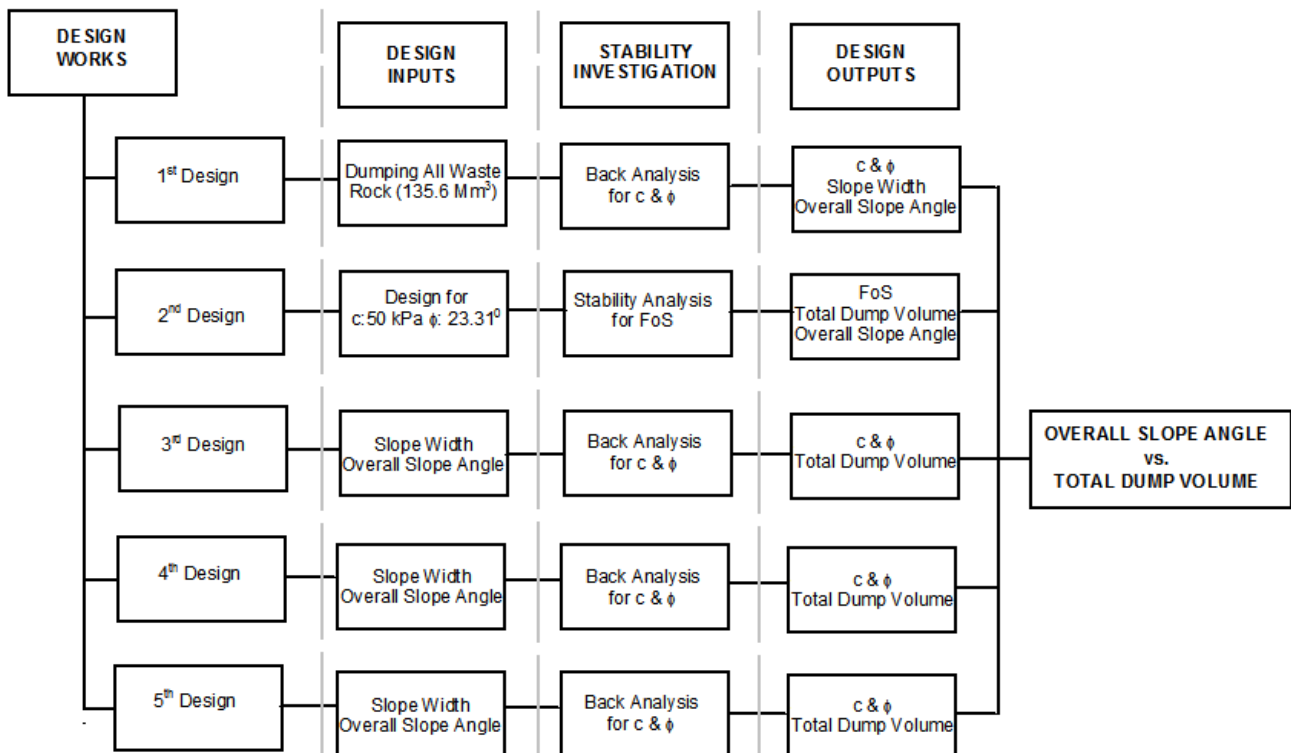 DESIGN
WORKS
DESIGN
INPUTS
STABILITY
INVESTIGATION
DESIGN
OUTPUTS
1st Design
Dumping All Waste
Rock (135.6 Mm³)
Back Analysis
for c & ϕ
c & ϕ
Slope Width
Overall Slope Angle
2nd Design
Design for
c:50 kPa ϕ: 23.31⁰
Stability Analysis
for FoS
FoS
Total Dump Volume
Overall Slope Angle
3rd Design
Slope Width
Overall Slope Angle
Back Analysis
for c & ϕ
c & ϕ
Total Dump Volume
OVERALL SLOPE ANGLE
vs.
TOTAL DUMP VOLUME
4th Design
Slope Width
Overall Slope Angle
Back Analysis
for c & ϕ
c & ϕ
Total Dump Volume
5th Design
Slope Width
Overall Slope Angle
Back Analysis
for c & ϕ
c & ϕ
Total Dump Volume